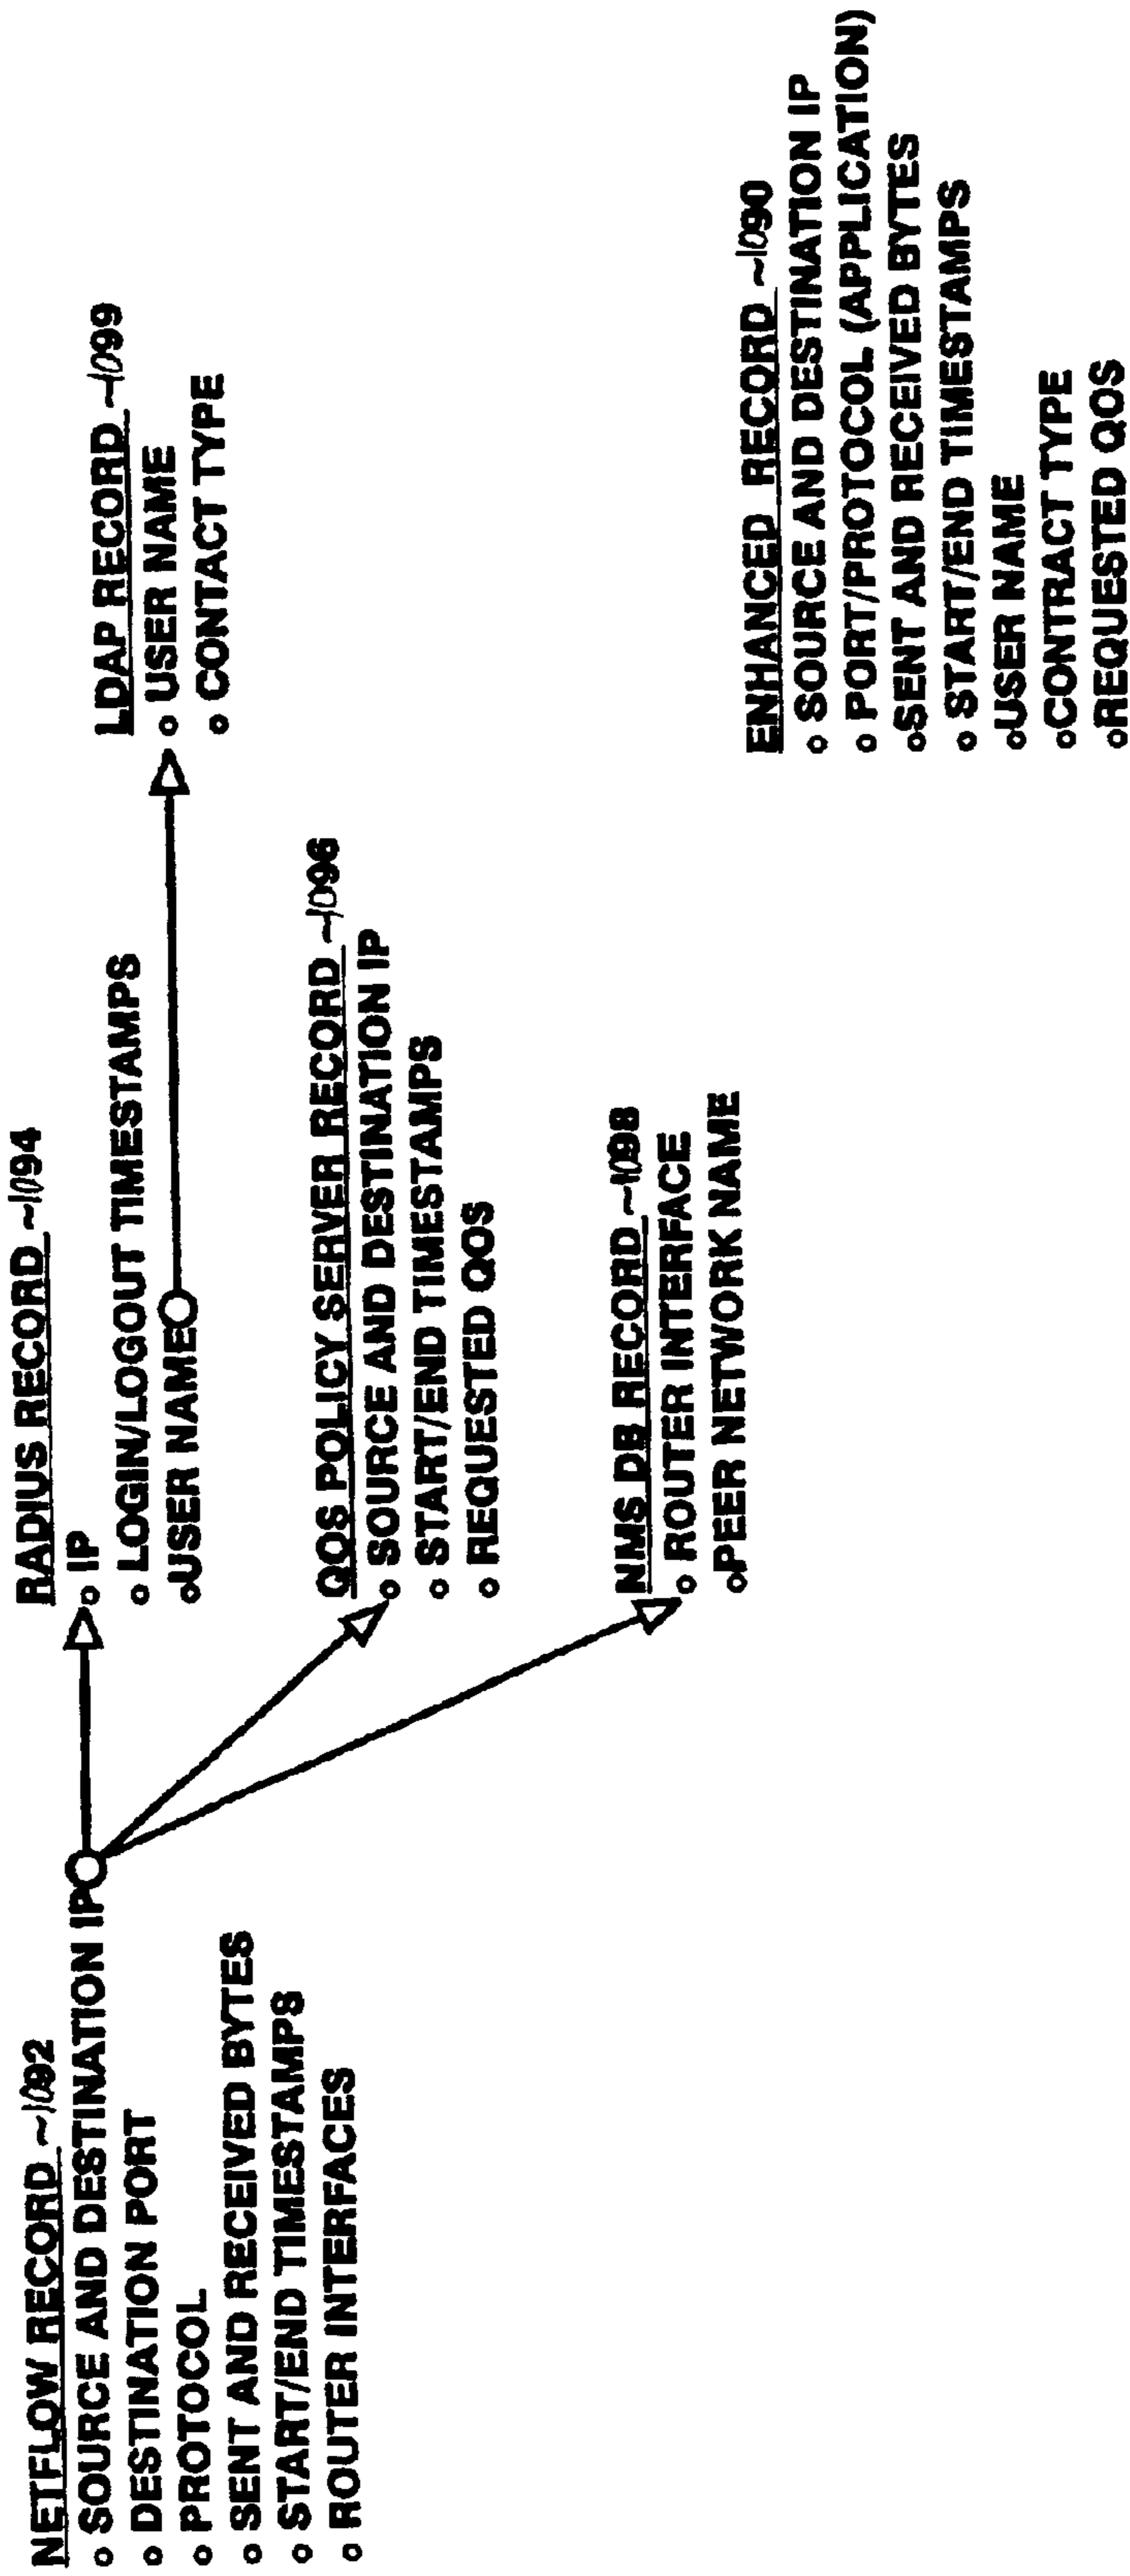 NETFLOW RECORD ~1092
o SOURCE AND DESTINATION IP
o DESTINATION PORT
o PROTOCOL
o SENT AND RECEIVED BYTES
o START/END TIMESTAMPS
o ROUTER INTERFACES
RADIUS RECORD ~1094
o IP
o LOGIN/LOGOUT TIMESTAMPS
o USER NAME
LDAP RECORD ~1099
o USER NAME
o CONTACT TYPE
QOS POLICY SERVER RECORD ~1096
o SOURCE AND DESTINATION IP
o START/END TIMESTAMPS
o REQUESTED QOS
NMS DB RECORD ~1098
o ROUTER INTERFACE
o PEER NETWORK NAME
ENHANCED RECORD ~1090
o SOURCE AND DESTINATION IP
o PORT/PROTOCOL (APPLICATION)
o SENT AND RECEIVED BYTES
o START/END TIMESTAMPS
o USER NAME
o CONTRACT TYPE
o REQUESTED QOS